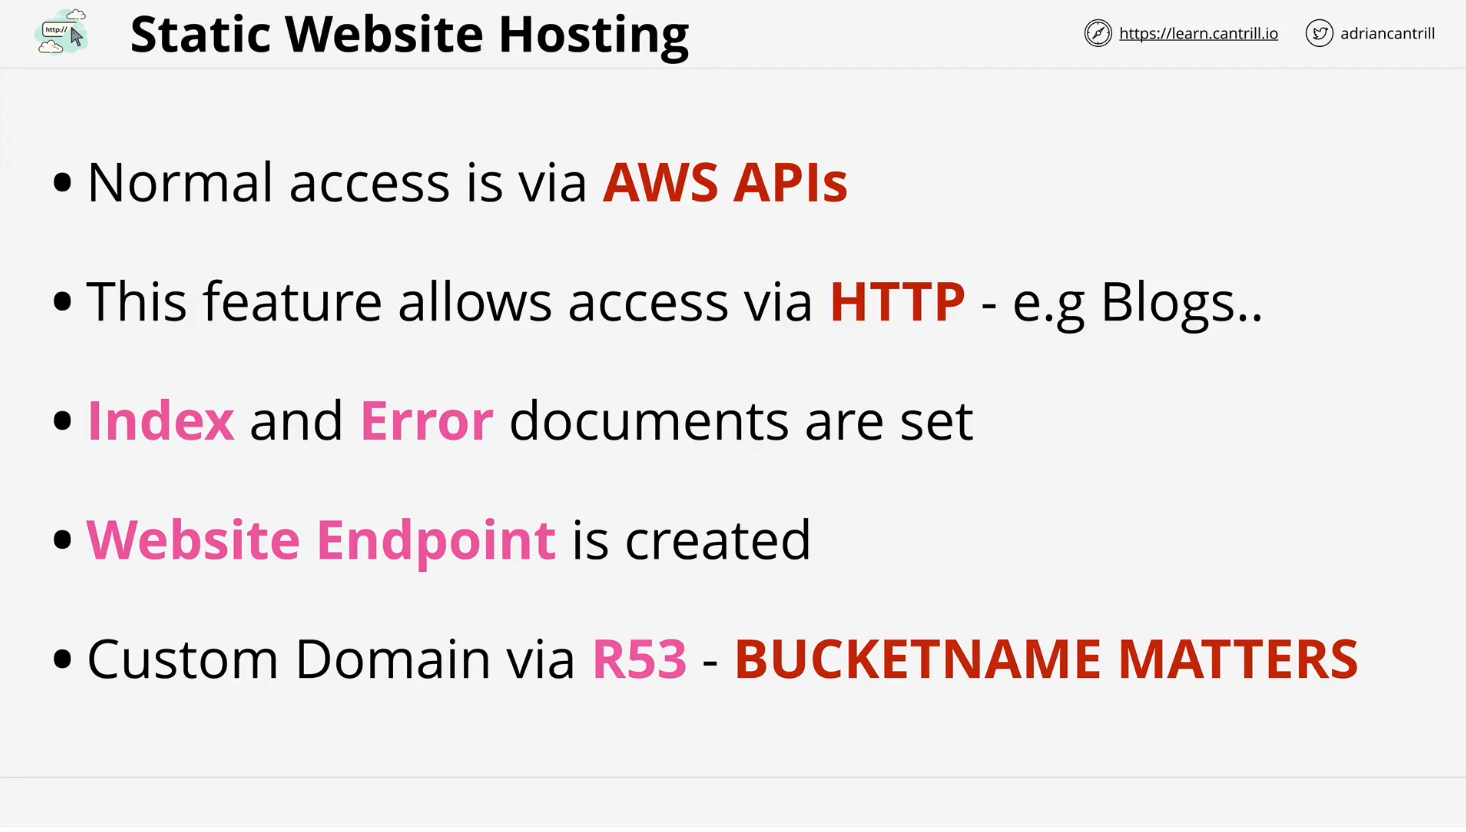 http://
Static Website Hosting
https://learn.cantrill.io
adriancantrill
• Normal access is via AWS APIs
• This feature allows access via HTTP - e.g Blogs..
• Index and Error documents are set
• Website Endpoint is created
• Custom Domain via R53 - BUCKETNAME MATTERS